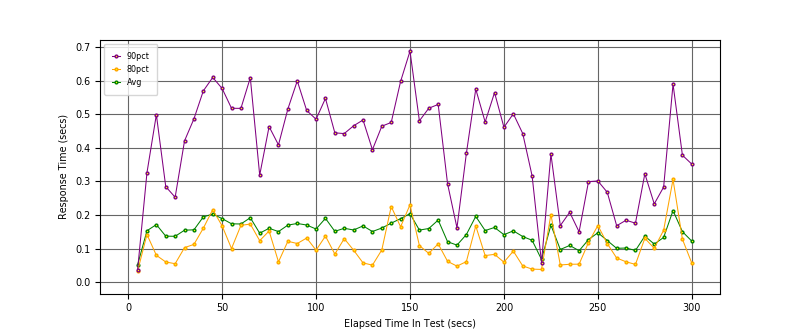 0.7
0.6
0.5
0.4
0.3
0.2
0.1
0.0
Response Time (secs)
90pct
80pct
Avg
0 50 100 150 200 250 300
Elapsed Time In Test (secs)